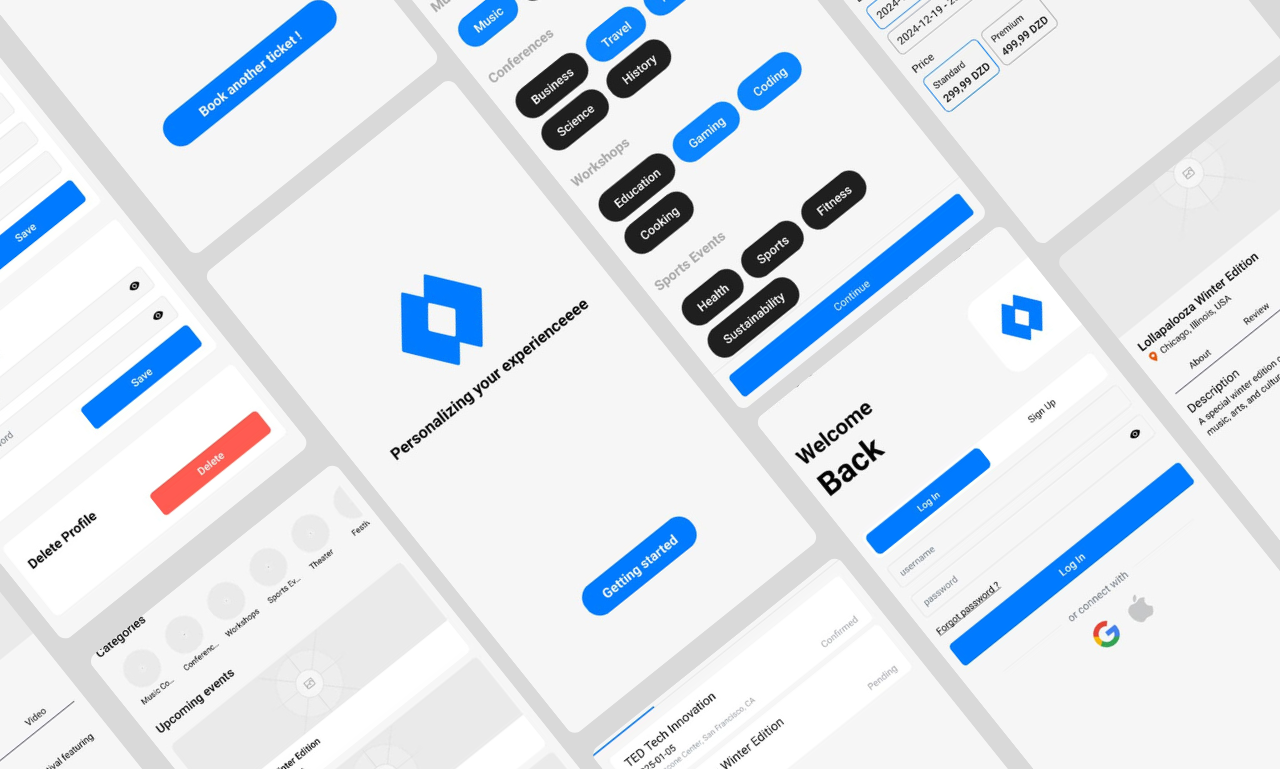 Save
Save
ord
Delete Profile
Delete
Video
ival featuring
Book another ticket !
Categories
Music Co...
Conferenc...
Workshops
Sports Ev...
Theater
Festiv
Upcoming events
Winter Edition
Personalizing your experienceeee
Getting started
TED Tech Innovation
25-01-05
one Center, San Francisco, CA
Confirmed
Winter Edition
Pending
Music
Conferences
Travel
Business
History
Science
Workshops
Coding
Gaming
Education
Cooking
Sports Events
Fitness
Sports
Health
Sustainability
Continue
Welcome
Back
Log In
Sign Up
username
password
Forgot password ?
Log In
or connect with
2024-12-19 - 2
Price
Standard
299,99 DZD
Premium
499,99 DZD
Lollapalooza Winter Edition
Chicago, Illinois, USA
About
Review
Description
A special winter edition
music, arts, and cultur